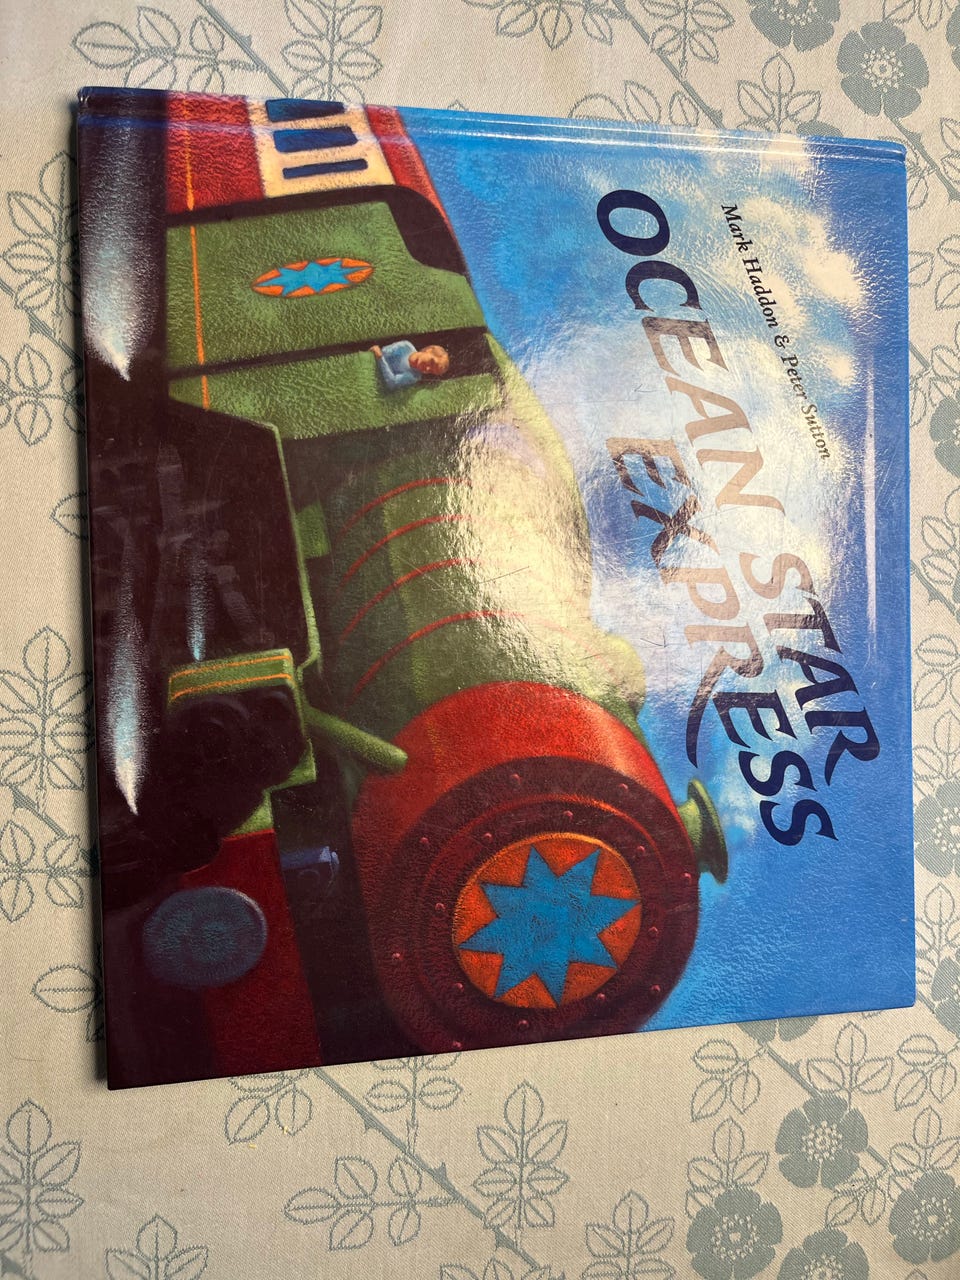 Mark Haddon & Peter Sutton
OCEAN STAR
EXPRESS